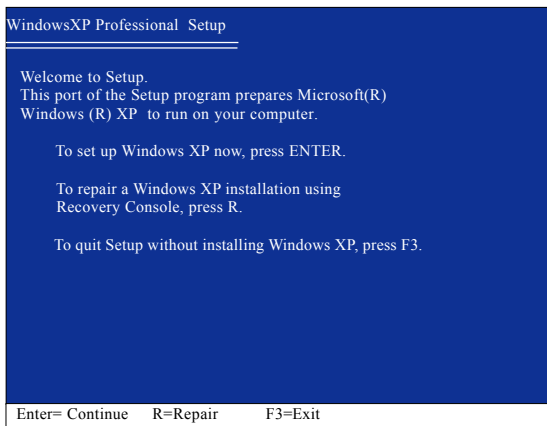 WindowsXP Professional Setup
Welcome to Setup.
This port of the Setup program prepares Microsoft(R)
Windows (R) XP to run on your computer.
To set up Windows XP now, press ENTER.
To repair a Windows XP installation using
Recovery Console, press R.
To quit Setup without installing Windows XP, press F3.
Enter= Continue R=Repair F3=Exit